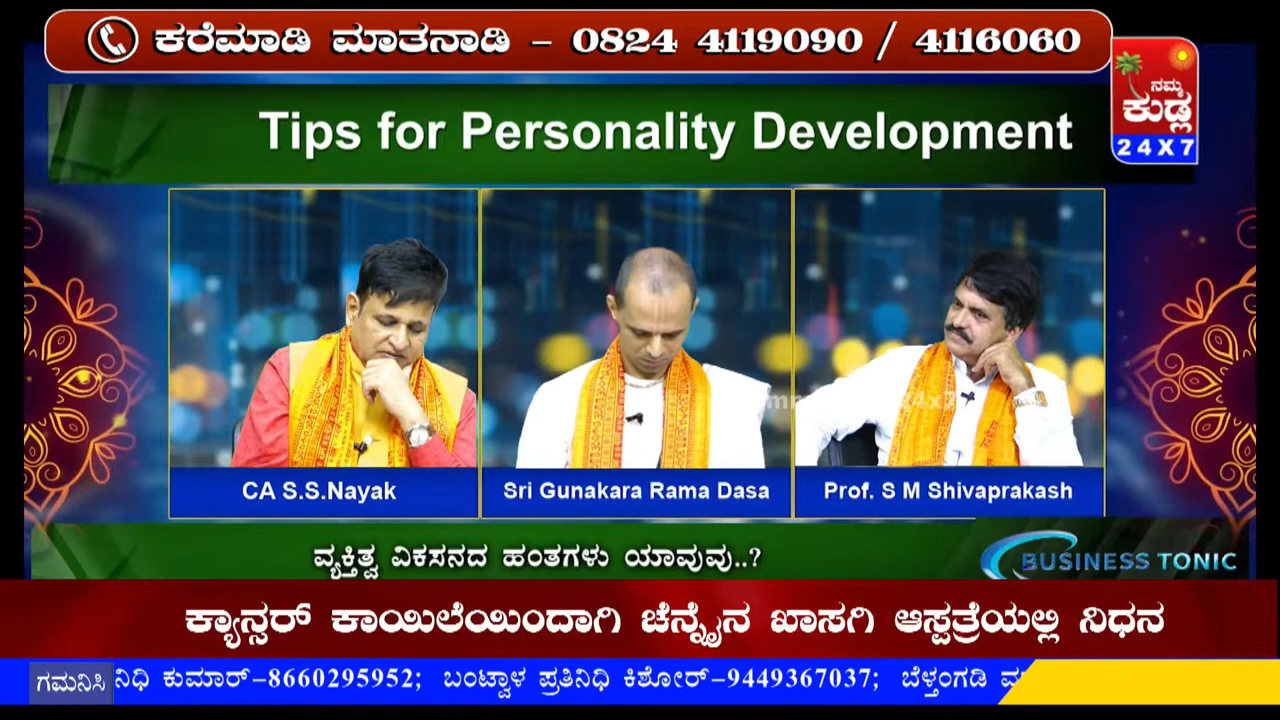 ಕರೆಮಾಡಿ ಮಾತನಾಡಿ - 0824 4119090 / 4116060
ನಮ್ಮ
ಕುಡ್ಲ
24X7
Tips for Personality Development
CA S.S.Nayak
Sri Gunakara Rama Dasa
Prof. S M Shivaprakash
ವ್ಯಕ್ತಿತ್ವ ವಿಕಸನದ ಹಂತಗಳು ಯಾವುವು..?
BUSINESS TONIC
ಕ್ಯಾನ್ಸರ್ ಕಾಯಿಲೆಯಿಂದಾಗಿ ಚೆನ್ನೈನ ಖಾಸಗಿ ಆಸ್ಪತ್ರೆಯಲ್ಲಿ ನಿಧನ
ಗಮನಿಸಿ
ನಿಧಿ ಕುಮಾರ್-8660295952; ಬಂಟ್ವಾಳ ಪ್ರತಿನಿಧಿ ಕಿಶೋರ್-9449367037; ಬೆಳ್ತಂಗಡಿ